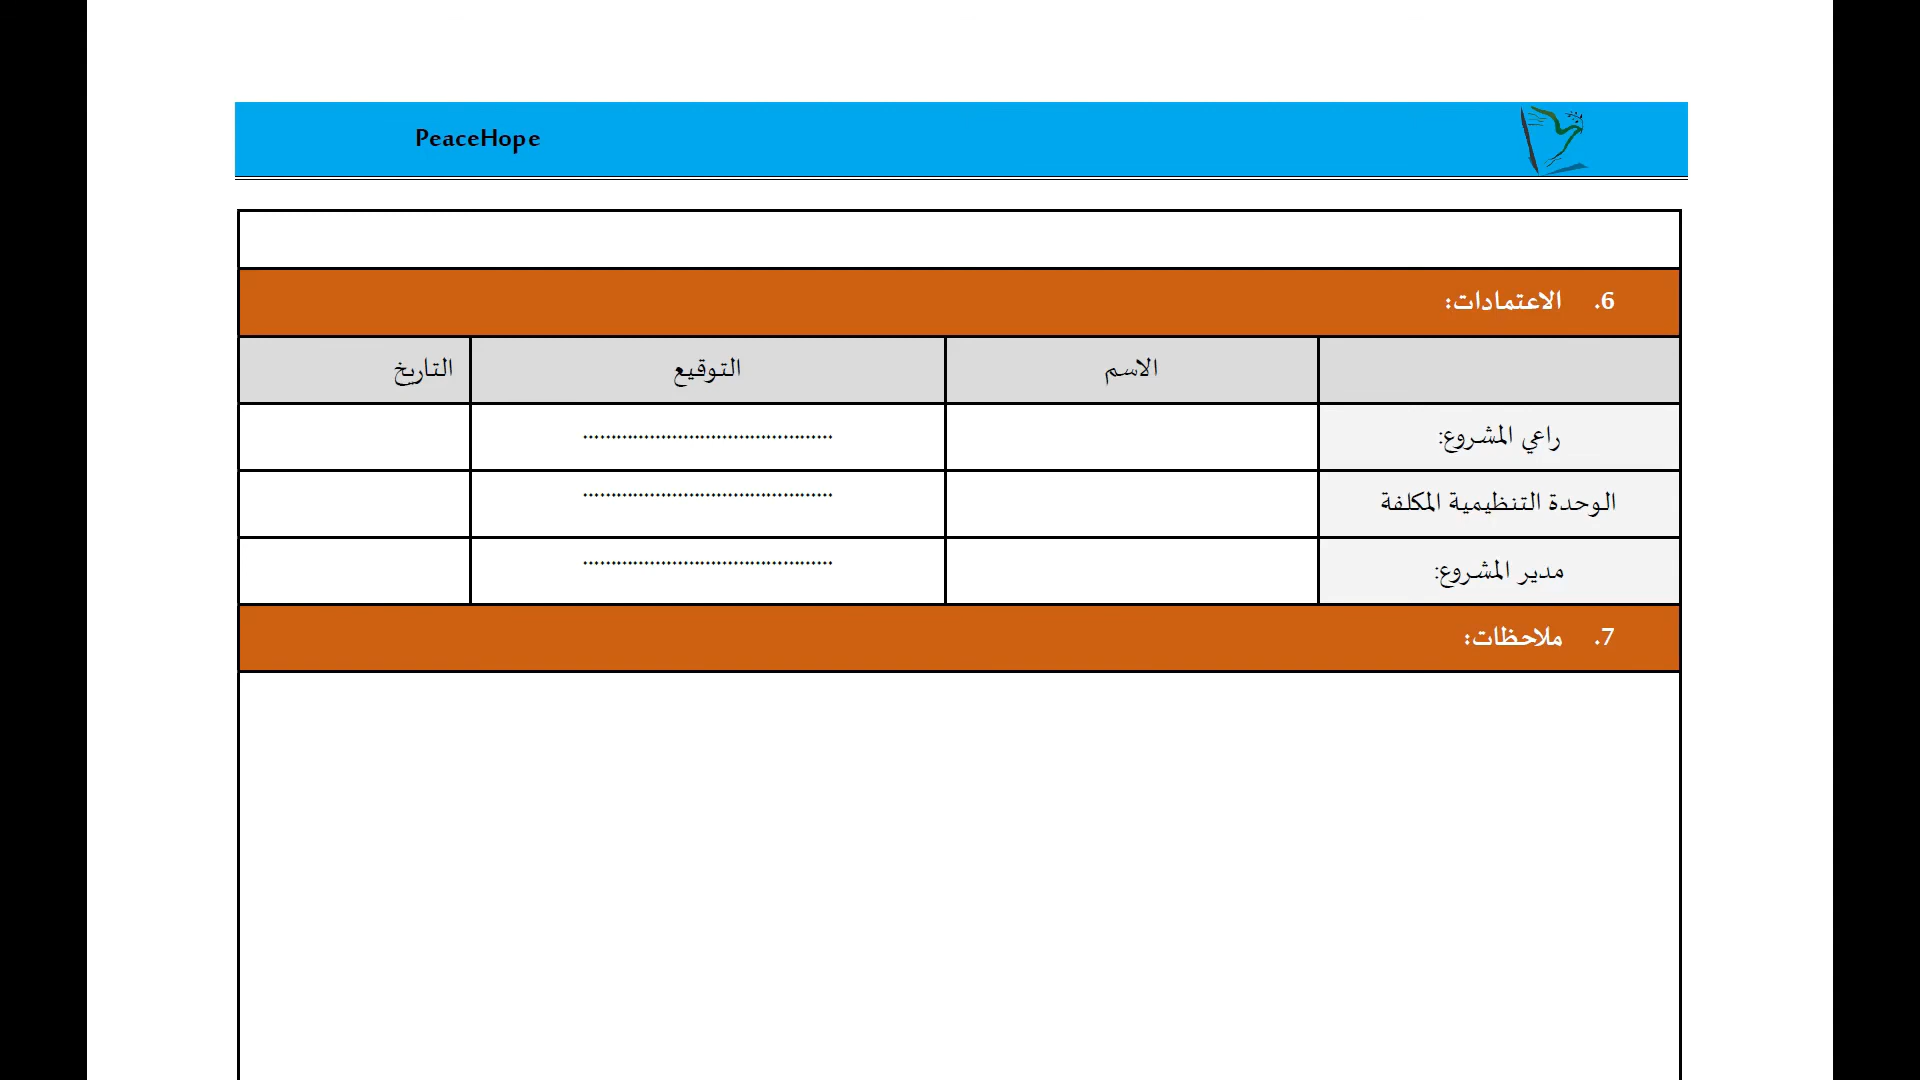 PeaceHope
6. الاعتمادات:
الاسم التوقيع التاريخ
راعي المشروع: .............................................
الوحدة التنظيمية المكلفة .............................................
مدير المشروع: .............................................
7. ملاحظات: